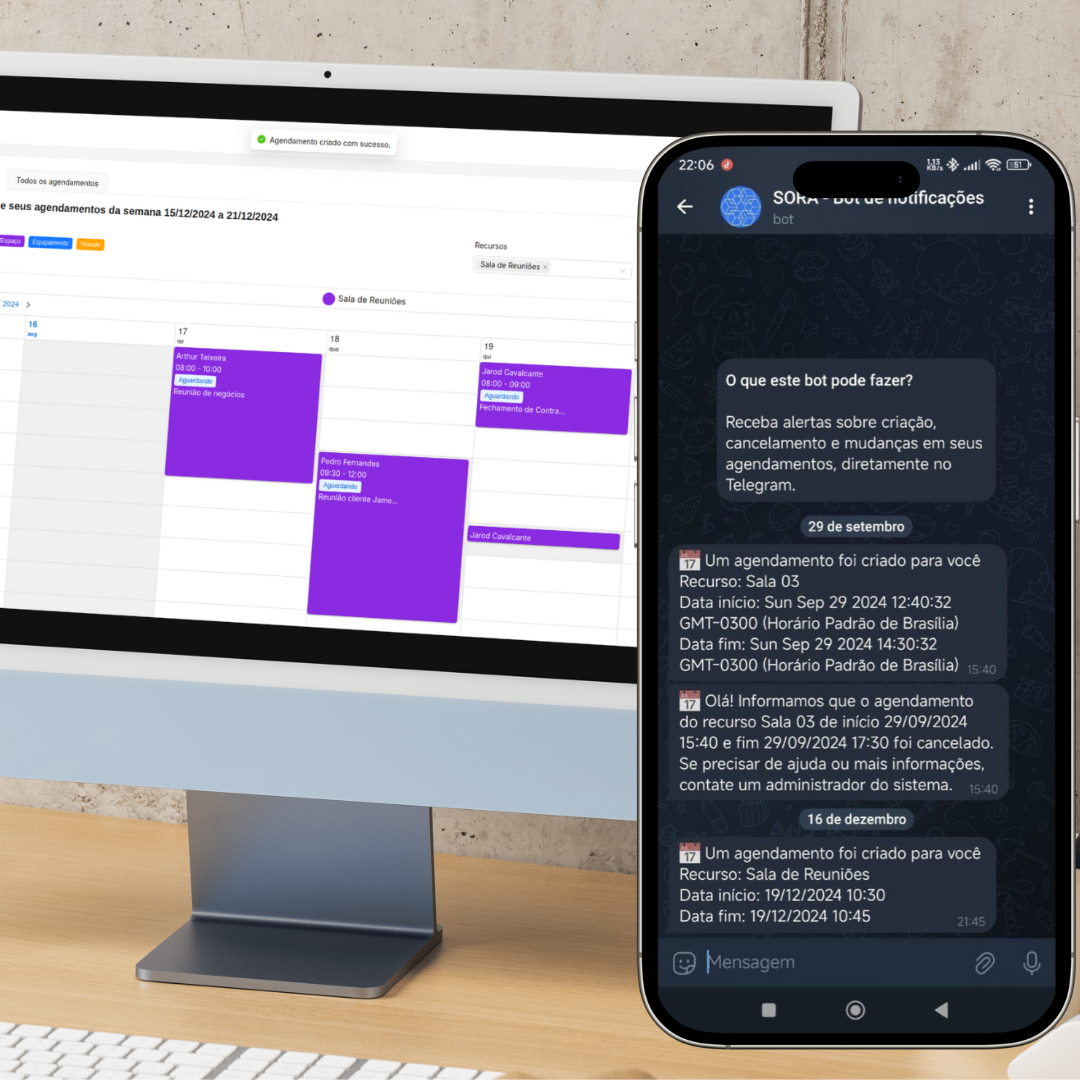 Agendamento criado com sucesso.
Todos os agendamentos
e seus agendamentos da semana 15/12/2024 a 21/12/2024
Espaço Equipamento Veículo
Recursos
Sala de Reuniões ×
2024
Sala de Reuniões
16
seg
17
ter
18
qua
19
qui
Arthur Teixeira
08:00 - 10:00
Aguardando
Reunião de negócios
Pedro Fernandes
09:30 - 12:00
Aguardando
Reunião cliente Jame...
Jarod Cavalcante
08:00 - 09:00
Aguardando
Fechamento de Contra...
Jarod Cavalcante
22:06
1,13
KB/s
51
SORA - Bot de notificações
bot
O que este bot pode fazer?
Receba alertas sobre criação,
cancelamento e mudanças em seus
agendamentos, diretamente no
Telegram.
29 de setembro
17 Um agendamento foi criado para você
Recurso: Sala 03
Data início: Sun Sep 29 2024 12:40:32
GMT-0300 (Horário Padrão de Brasília)
Data fim: Sun Sep 29 2024 14:30:32
GMT-0300 (Horário Padrão de Brasília) 15:40
17 Olá! Informamos que o agendamento
do recurso Sala 03 de início 29/09/2024
15:40 e fim 29/09/2024 17:30 foi cancelado.
Se precisar de ajuda ou mais informações,
contate um administrador do sistema. 15:40
16 de dezembro
17 Um agendamento foi criado para você
Recurso: Sala de Reuniões
Data início: 19/12/2024 10:30
Data fim: 19/12/2024 10:45 21:45
Mensagem